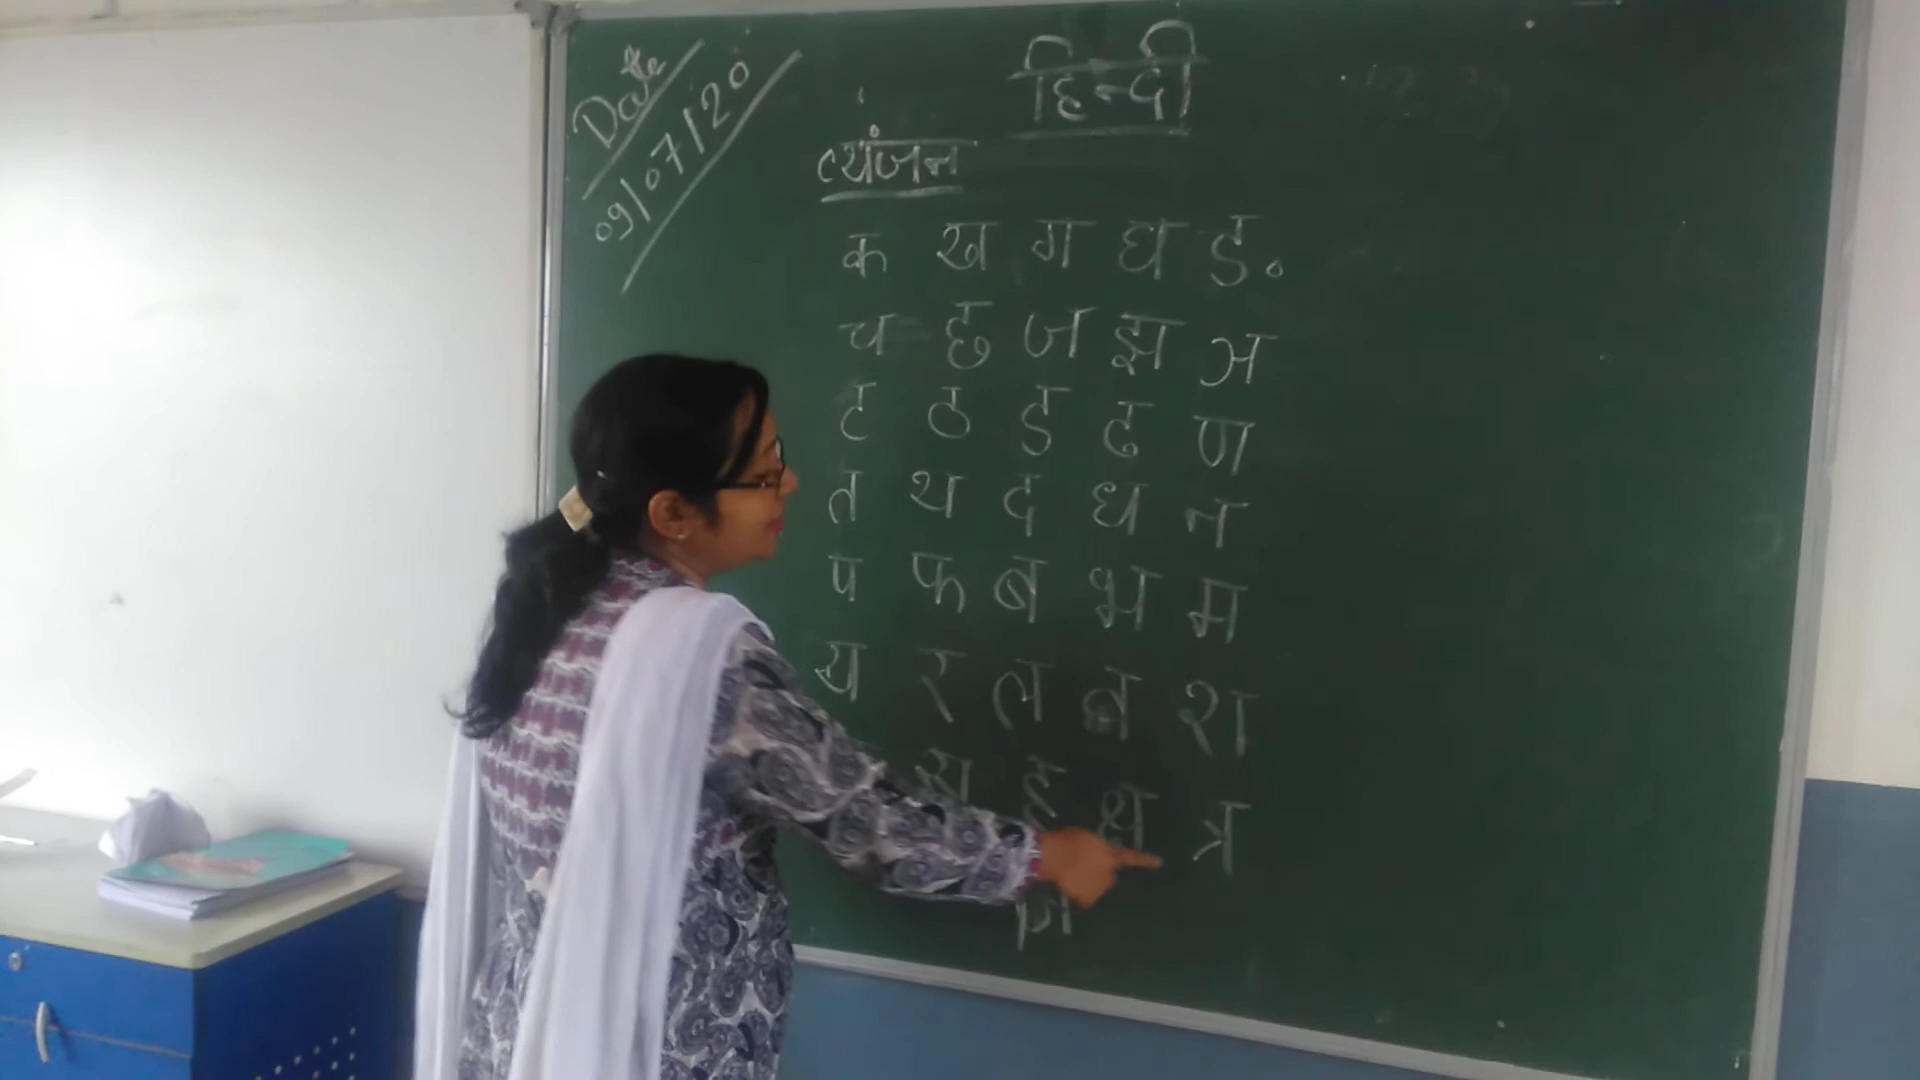 Date
09/07/20
हिन्दी
व्यंजन
क ख ग घ ङ
च छ ज झ ञ
ट ठ ड ढ ण
त थ द ध न
प फ ब भ म
य र ल व श
स ह क्ष त्र